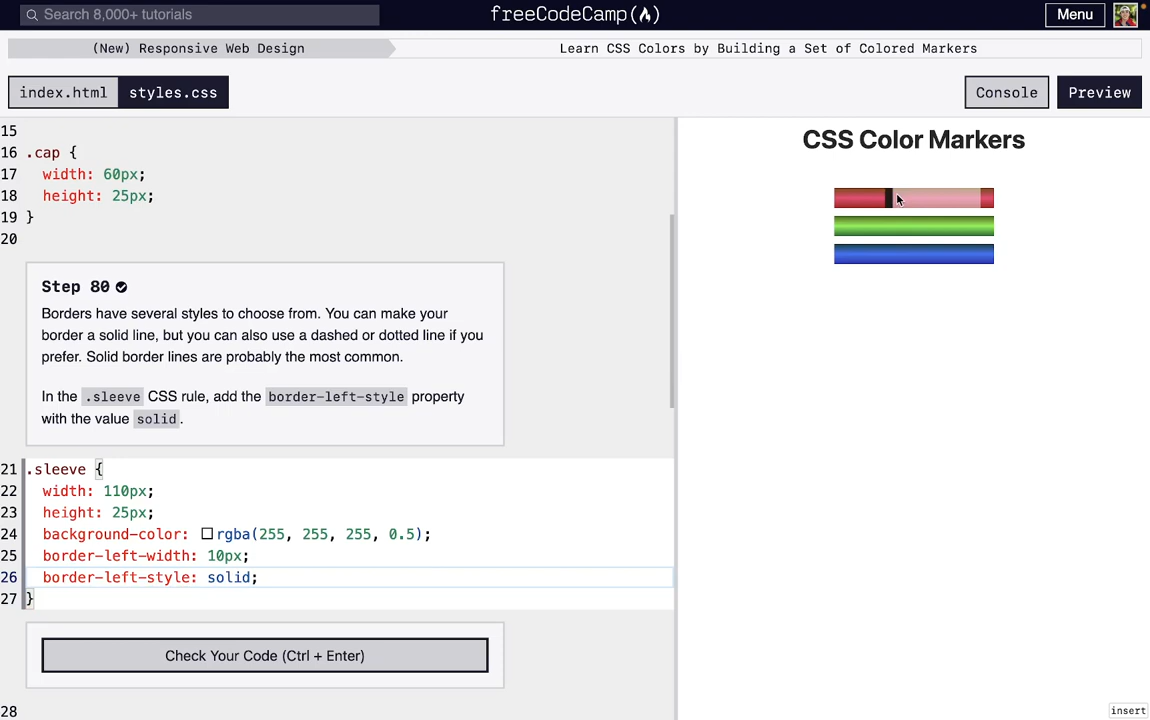 Search 8,000+ tutorials
freeCodeCamp(🔥)
Menu
(New) Responsive Web Design
Learn CSS Colors by Building a Set of Colored Markers
index.html
styles.css
Console
Preview
15
16 .cap {
17 width: 60px;
18 height: 25px;
19 }
20
Step 80
Borders have several styles to choose from. You can make your
border a solid line, but you can also use a dashed or dotted line if you
prefer. Solid border lines are probably the most common.
In the .sleeve CSS rule, add the border-left-style property
with the value solid.
21 .sleeve {
22 width: 110px;
23 height: 25px;
24 background-color: rgba(255, 255, 255, 0.5);
25 border-left-width: 10px;
26 border-left-style: solid;
27 }
Check Your Code (Ctrl + Enter)
28
CSS Color Markers
insert